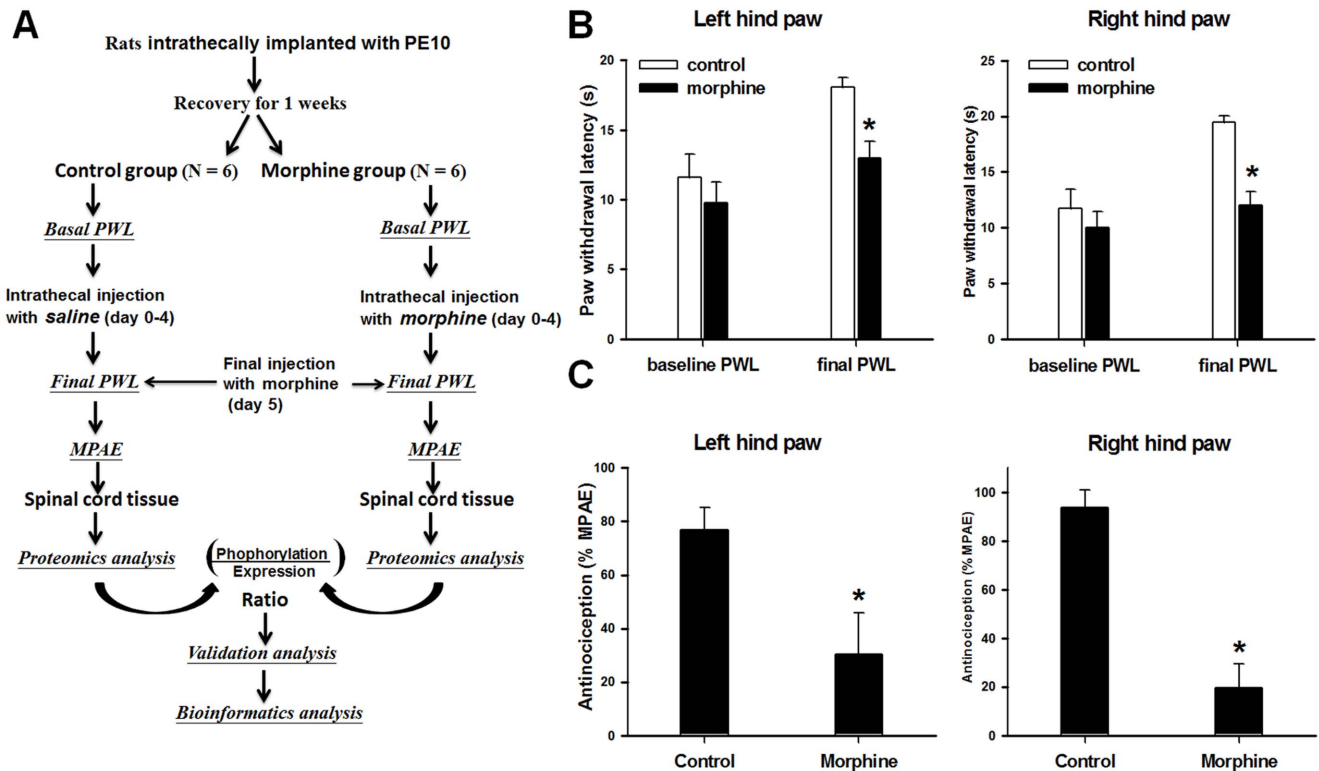 A
Rats intrathecally implanted with PE10
Recovery for 1 weeks
Control group (N = 6) Morphine group (N = 6)
Basal PWL
Basal PWL
Intrathecal injection
with saline (day 0-4)
Intrathecal injection
with morphine (day 0-4)
Final injection
with morphine
(day 5)
Final PWL
Final PWL
MPAE
MPAE
Spinal cord tissue
Spinal cord tissue
Proteomics analysis
Proteomics analysis
(Phophorylation
Expression)
Ratio
Validation analysis
Bioinformatics analysis
B
Left hind paw
control
morphine
Paw withdrawal latency (s)
20
15
10
5
0
*
baseline PWL
final PWL
Right hind paw
control
morphine
Paw withdrawal latency (s)
25
20
15
10
5
0
*
baseline PWL
final PWL
C
Left hind paw
Antinociception (% MPAE)
100
80
60
40
20
0
*
Control
Morphine
Right hind paw
Antinociception (% MPAE)
100
80
60
40
20
0
*
Control
Morphine